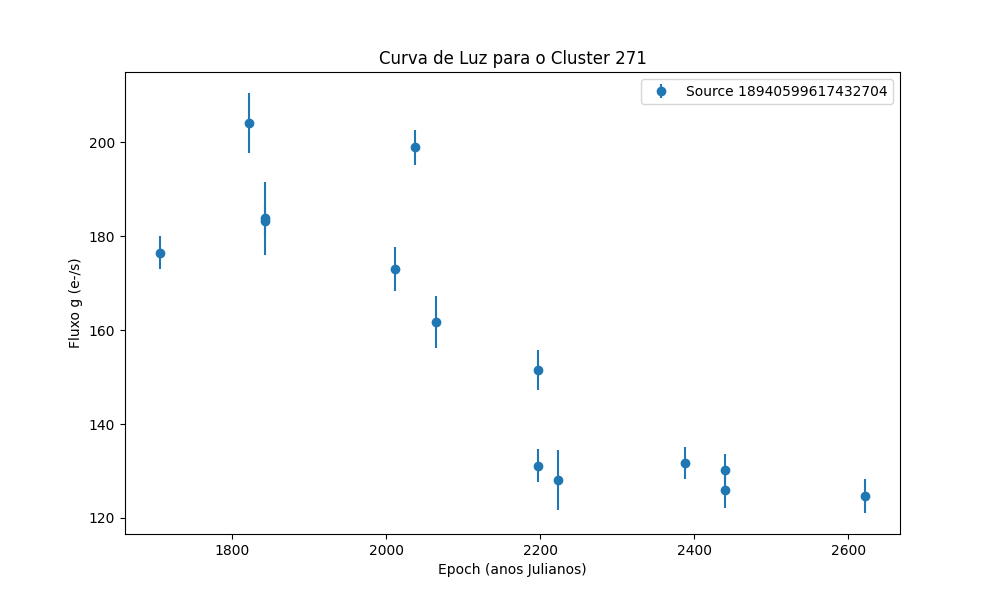 Curva de Luz para o Cluster 271
Source 18940599617432704
Fluxo g (e-/s)
200
180
160
140
120
1800 2000 2200 2400 2600
Epoch (anos Julianos)